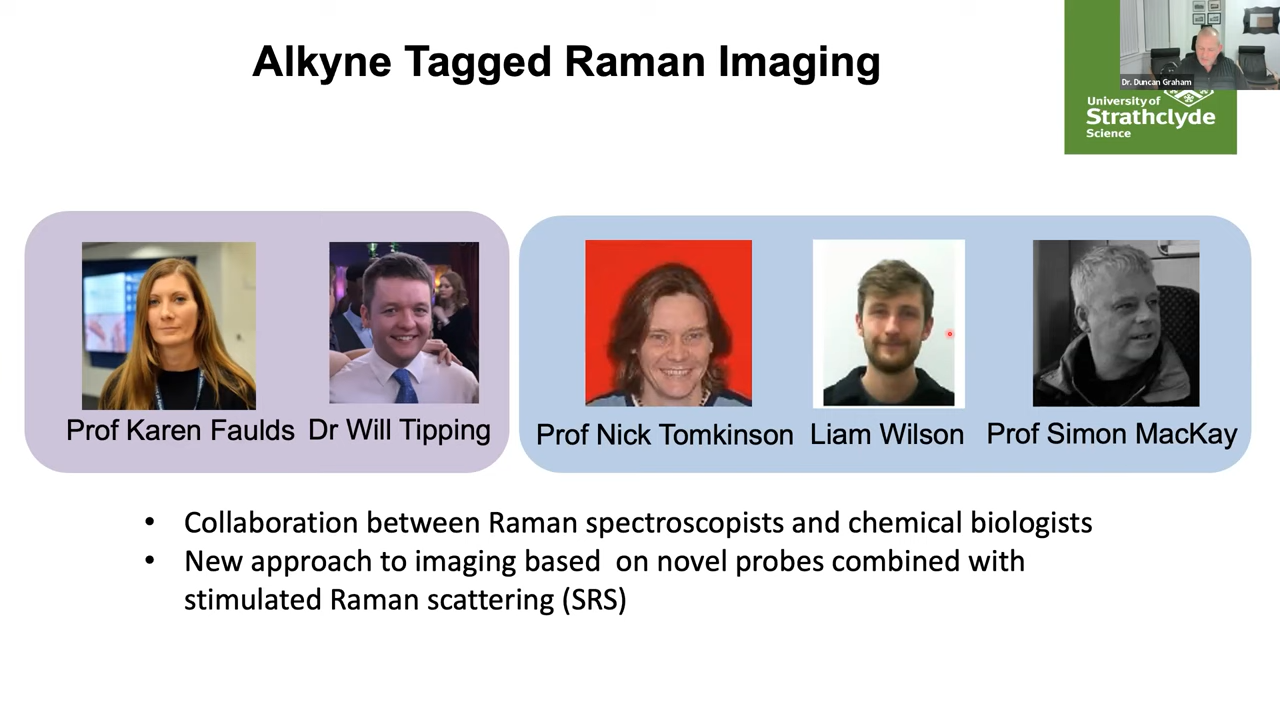 Alkyne Tagged Raman Imaging
Dr. Duncan Graham
University of
Strathclyde
Science
Prof Karen Faulds
Dr Will Tipping
Prof Nick Tomkinson
Liam Wilson
Prof Simon MacKay
• Collaboration between Raman spectroscopists and chemical biologists
• New approach to imaging based on novel probes combined with
stimulated Raman scattering (SRS)